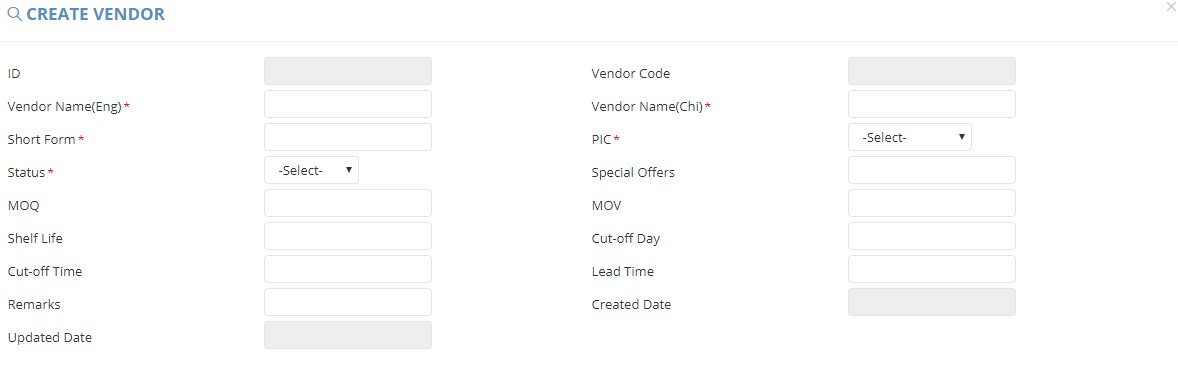 CREATE VENDOR
ID
Vendor Code
Vendor Name(Eng)*
Vendor Name(Chi)*
Short Form*
PIC*
-Select-
Status*
-Select-
Special Offers
MOQ
MOV
Shelf Life
Cut-off Day
Cut-off Time
Lead Time
Remarks
Created Date
Updated Date